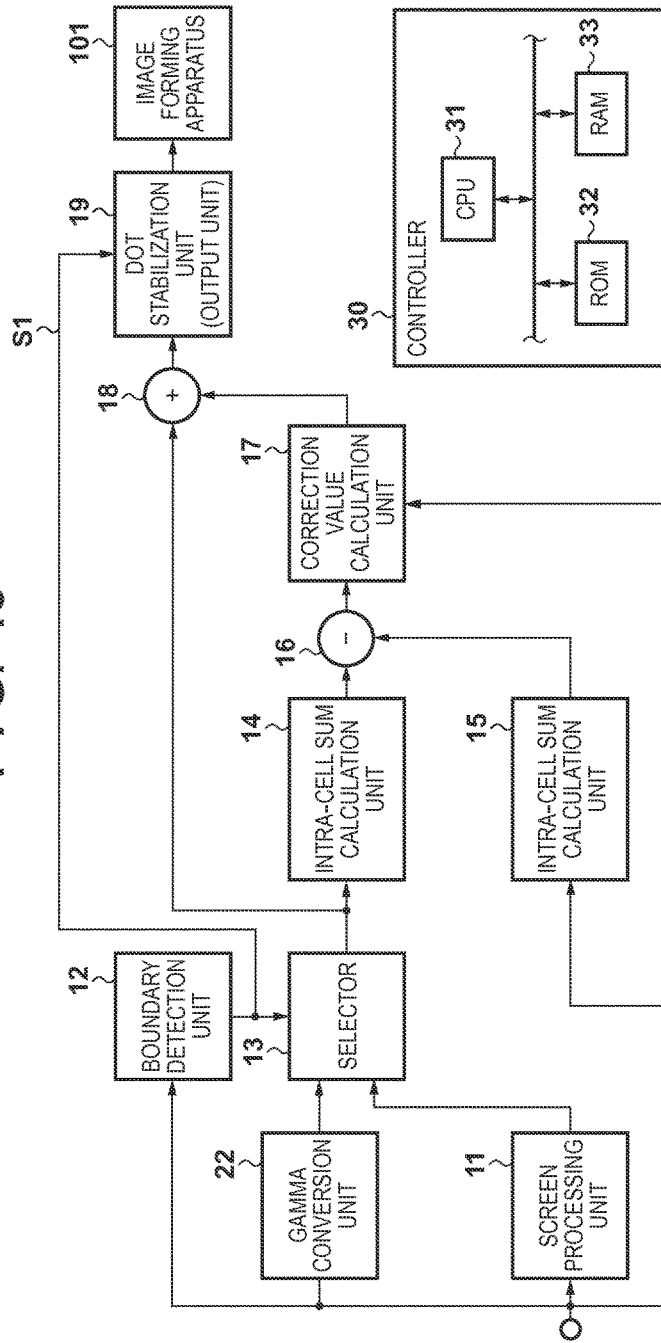 S1
12
BOUNDARY
DETECTION
UNIT
22
GAMMA
CONVERSION
UNIT
11
SCREEN
PROCESSING
UNIT
13
SELECTOR
14
INTRA-CELL SUM
CALCULATION
UNIT
15
INTRA-CELL SUM
CALCULATION
UNIT
16
-
17
CORRECTION
VALUE
CALCULATION
UNIT
18
+
19
DOT
STABILIZATION
UNIT
(OUTPUT UNIT)
101
IMAGE
FORMING
APPARATUS
30
CONTROLLER
31
CPU
32
ROM
33
RAM